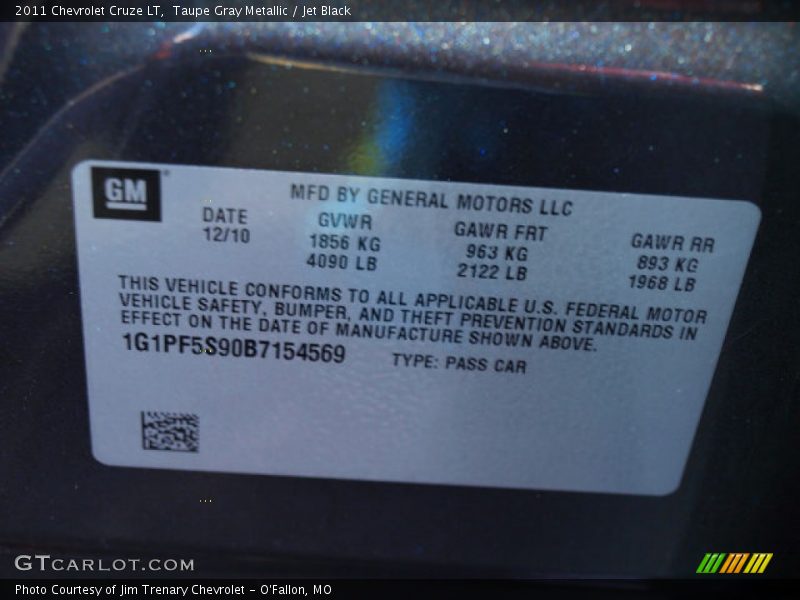 2011 Chevrolet Cruze LT,  Taupe Gray Metallic / Jet Black
GM
MFD BY GENERAL MOTORS LLC
DATE GVWR GAWR FRT GAWR RR
12/10 1856 KG 963 KG 893 KG
4090 LB 2122 LB 1968 LB
THIS VEHICLE CONFORMS TO ALL APPLICABLE U.S. FEDERAL MOTOR
VEHICLE SAFETY, BUMPER, AND THEFT PREVENTION STANDARDS IN
EFFECT ON THE DATE OF MANUFACTURE SHOWN ABOVE.
1G1PF5S90B7154569 TYPE: PASS CAR
GTCARLOT.COM
Photo Courtesy of Jim Trenary Chevrolet - O'Fallon, MO